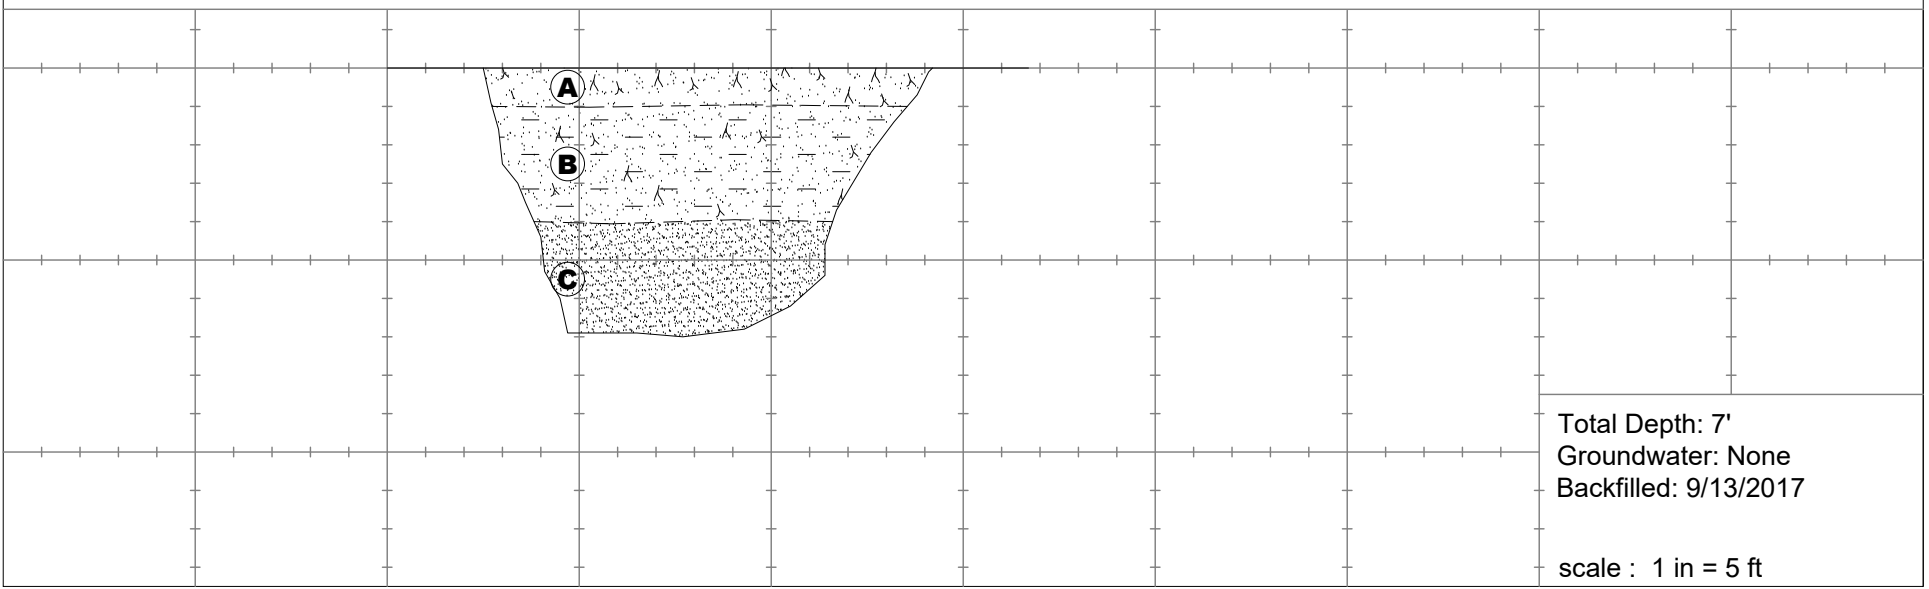 A
B
C
Total Depth: 7'
Groundwater: None
Backfilled: 9/13/2017
scale : 1 in = 5 ft